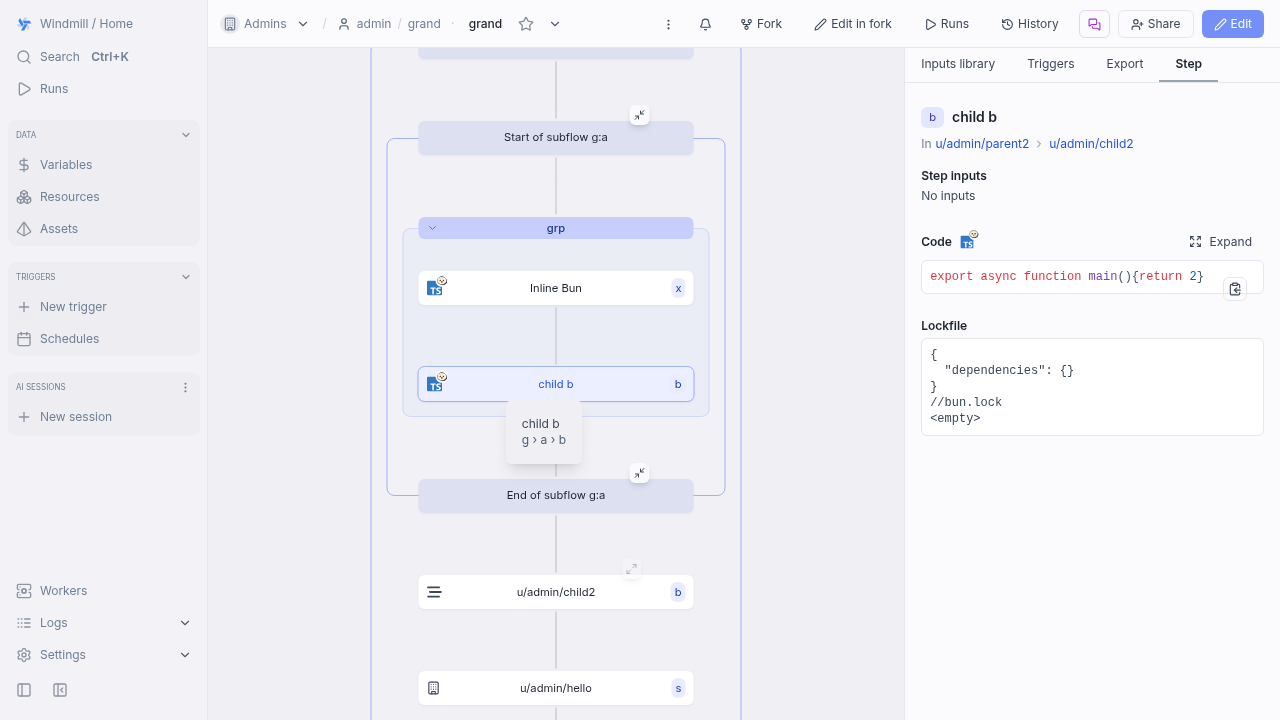 Windmill / Home
Search Ctrl+K
Runs
DATA
Variables
Resources
Assets
TRIGGERS
New trigger
Schedules
AI SESSIONS
New session
Workers
Logs
Settings
Admins / admin / grand · grand
Fork
Edit in fork
Runs
History
Share
Edit
Start of subflow g:a
grp
TS Inline Bun x
TS child b b
child b
g › a › b
End of subflow g:a
u/admin/child2 b
u/admin/hello s
Inputs library
Triggers
Export
Step
b child b
In u/admin/parent2 > u/admin/child2
Step inputs
No inputs
Code TS Expand
export async function main(){return 2}
Lockfile
{
"dependencies": {}
}
//bun.lock
<empty>